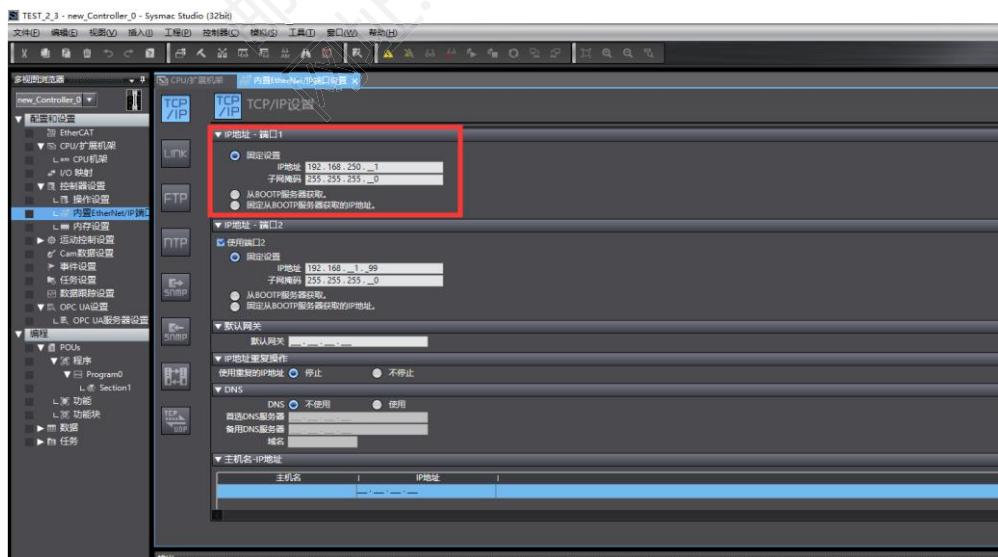 TEST_2_3 - new_Controller_0 - Sysmac Studio (32bit)
文件(F) 编辑(E) 视图(V) 插入(I) 工程(P) 控制器(C) 模拟(S) 工具(T) 窗口(W) 帮助(H)
多视图浏览器
new_Controller_0
配置和设置
EtherCAT
CPU/扩展机架
CPU机架
I/O 映射
控制器设置
操作设置
内置EtherNet/IP端口
内存设置
运动控制设置
Cam数据设置
事件设置
任务设置
数据跟踪设置
OPC UA设置
OPC UA服务器设置
编程
POUs
程序
Program0
Section1
功能
功能块
数据
任务
CPU/扩展机架 内置EtherNet/IP端口设置
TCP/IP
LINK
FTP
NTP
SNMP
SNMP
TCP UDP
TCP/IP TCP/IP设置
IP地址 - 端口1
固定设置
IP地址 192.168.250.__1
子网掩码 255.255.255.__0
从BOOTP服务器获取。
固定从BOOTP服务器获取的IP地址。
IP地址 - 端口2
使用端口2
固定设置
IP地址 192.168.__1._99
子网掩码 255.255.255.__0
从BOOTP服务器获取。
固定从BOOTP服务器获取的IP地址。
默认网关
默认网关 __.__.__.__
IP地址重复操作
使用重复的IP地址 停止 不停止
DNS
DNS 不使用 使用
首选DNS服务器
备用DNS服务器
域名
主机名-IP地址
主机名 IP地址
__.__.__.__